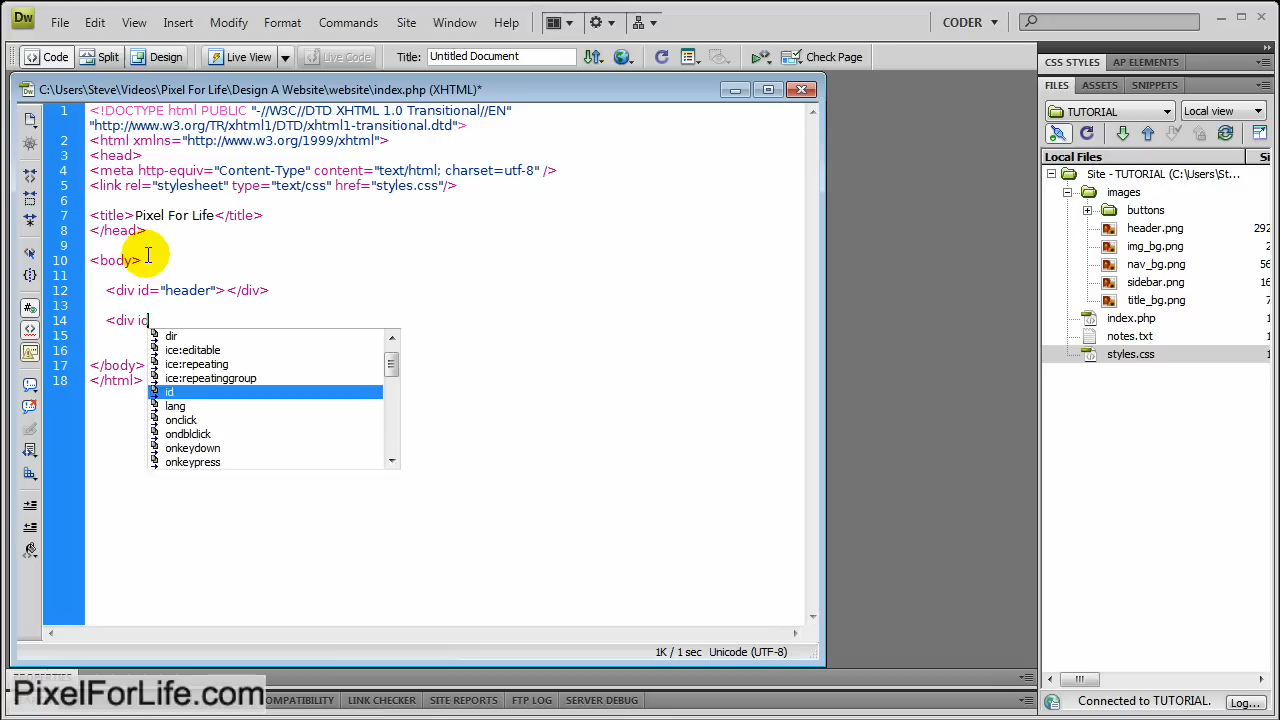 Dw File Edit View Insert Modify Format Commands Site Window Help CODER
Code Split Design Live View Live Code Title: Untitled Document Check Page
C:\Users\Steve\Videos\Pixel For Life\Design A Website\website\index.php (XHTML)*
1 <!DOCTYPE html PUBLIC "-//W3C//DTD XHTML 1.0 Transitional//EN"
"http://www.w3.org/TR/xhtml1/DTD/xhtml1-transitional.dtd">
2 <html xmlns="http://www.w3.org/1999/xhtml">
3 <head>
4 <meta http-equiv="Content-Type" content="text/html; charset=utf-8" />
5 <link rel="stylesheet" type="text/css" href="styles.css"/>
6
7 <title>Pixel For Life</title>
8 </head>
9
10 <body>
11
12 <div id="header"></div>
13
14 <div id
15
16
17 </body>
18 </html>
dir
ice:editable
ice:repeating
ice:repeatinggroup
id
lang
onclick
ondblclick
onkeydown
onkeypress
1K / 1 sec Unicode (UTF-8)
CSS STYLES AP ELEMENTS
FILES ASSETS SNIPPETS
TUTORIAL Local view
Local Files Si
Site - TUTORIAL (C:\Users\St...
images
buttons
header.png 292
img_bg.png 6
nav_bg.png 56
sidebar.png 16
title_bg.png 1
index.php 1
notes.txt 1
styles.css 1
Connected to TUTORIAL. Log...
PixelForLife.com
COMPATIBILITY LINK CHECKER SITE REPORTS FTP LOG SERVER DEBUG